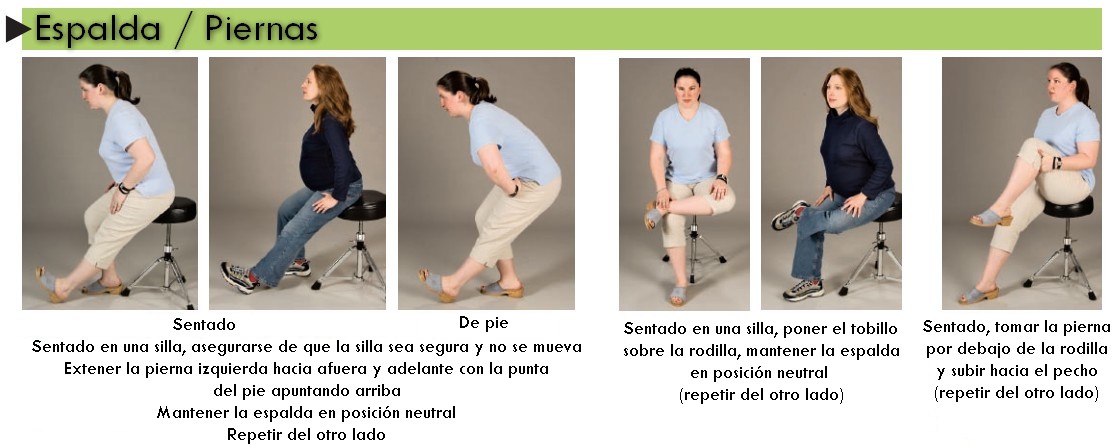 Espalda / Piernas
Sentado
De pie
Sentado en una silla, asegurarse de que la silla sea segura y no se mueva
Extener la pierna izquierda hacia afuera y adelante con la punta
del pie apuntando arriba
Mantener la espalda en posición neutral
Repetir del otro lado
Sentado en una silla, poner el tobillo
sobre la rodilla, mantener la espalda
en posición neutral
(repetir del otro lado)
Sentado, tomar la pierna
por debajo de la rodilla
y subir hacia el pecho
(repetir del otro lado)